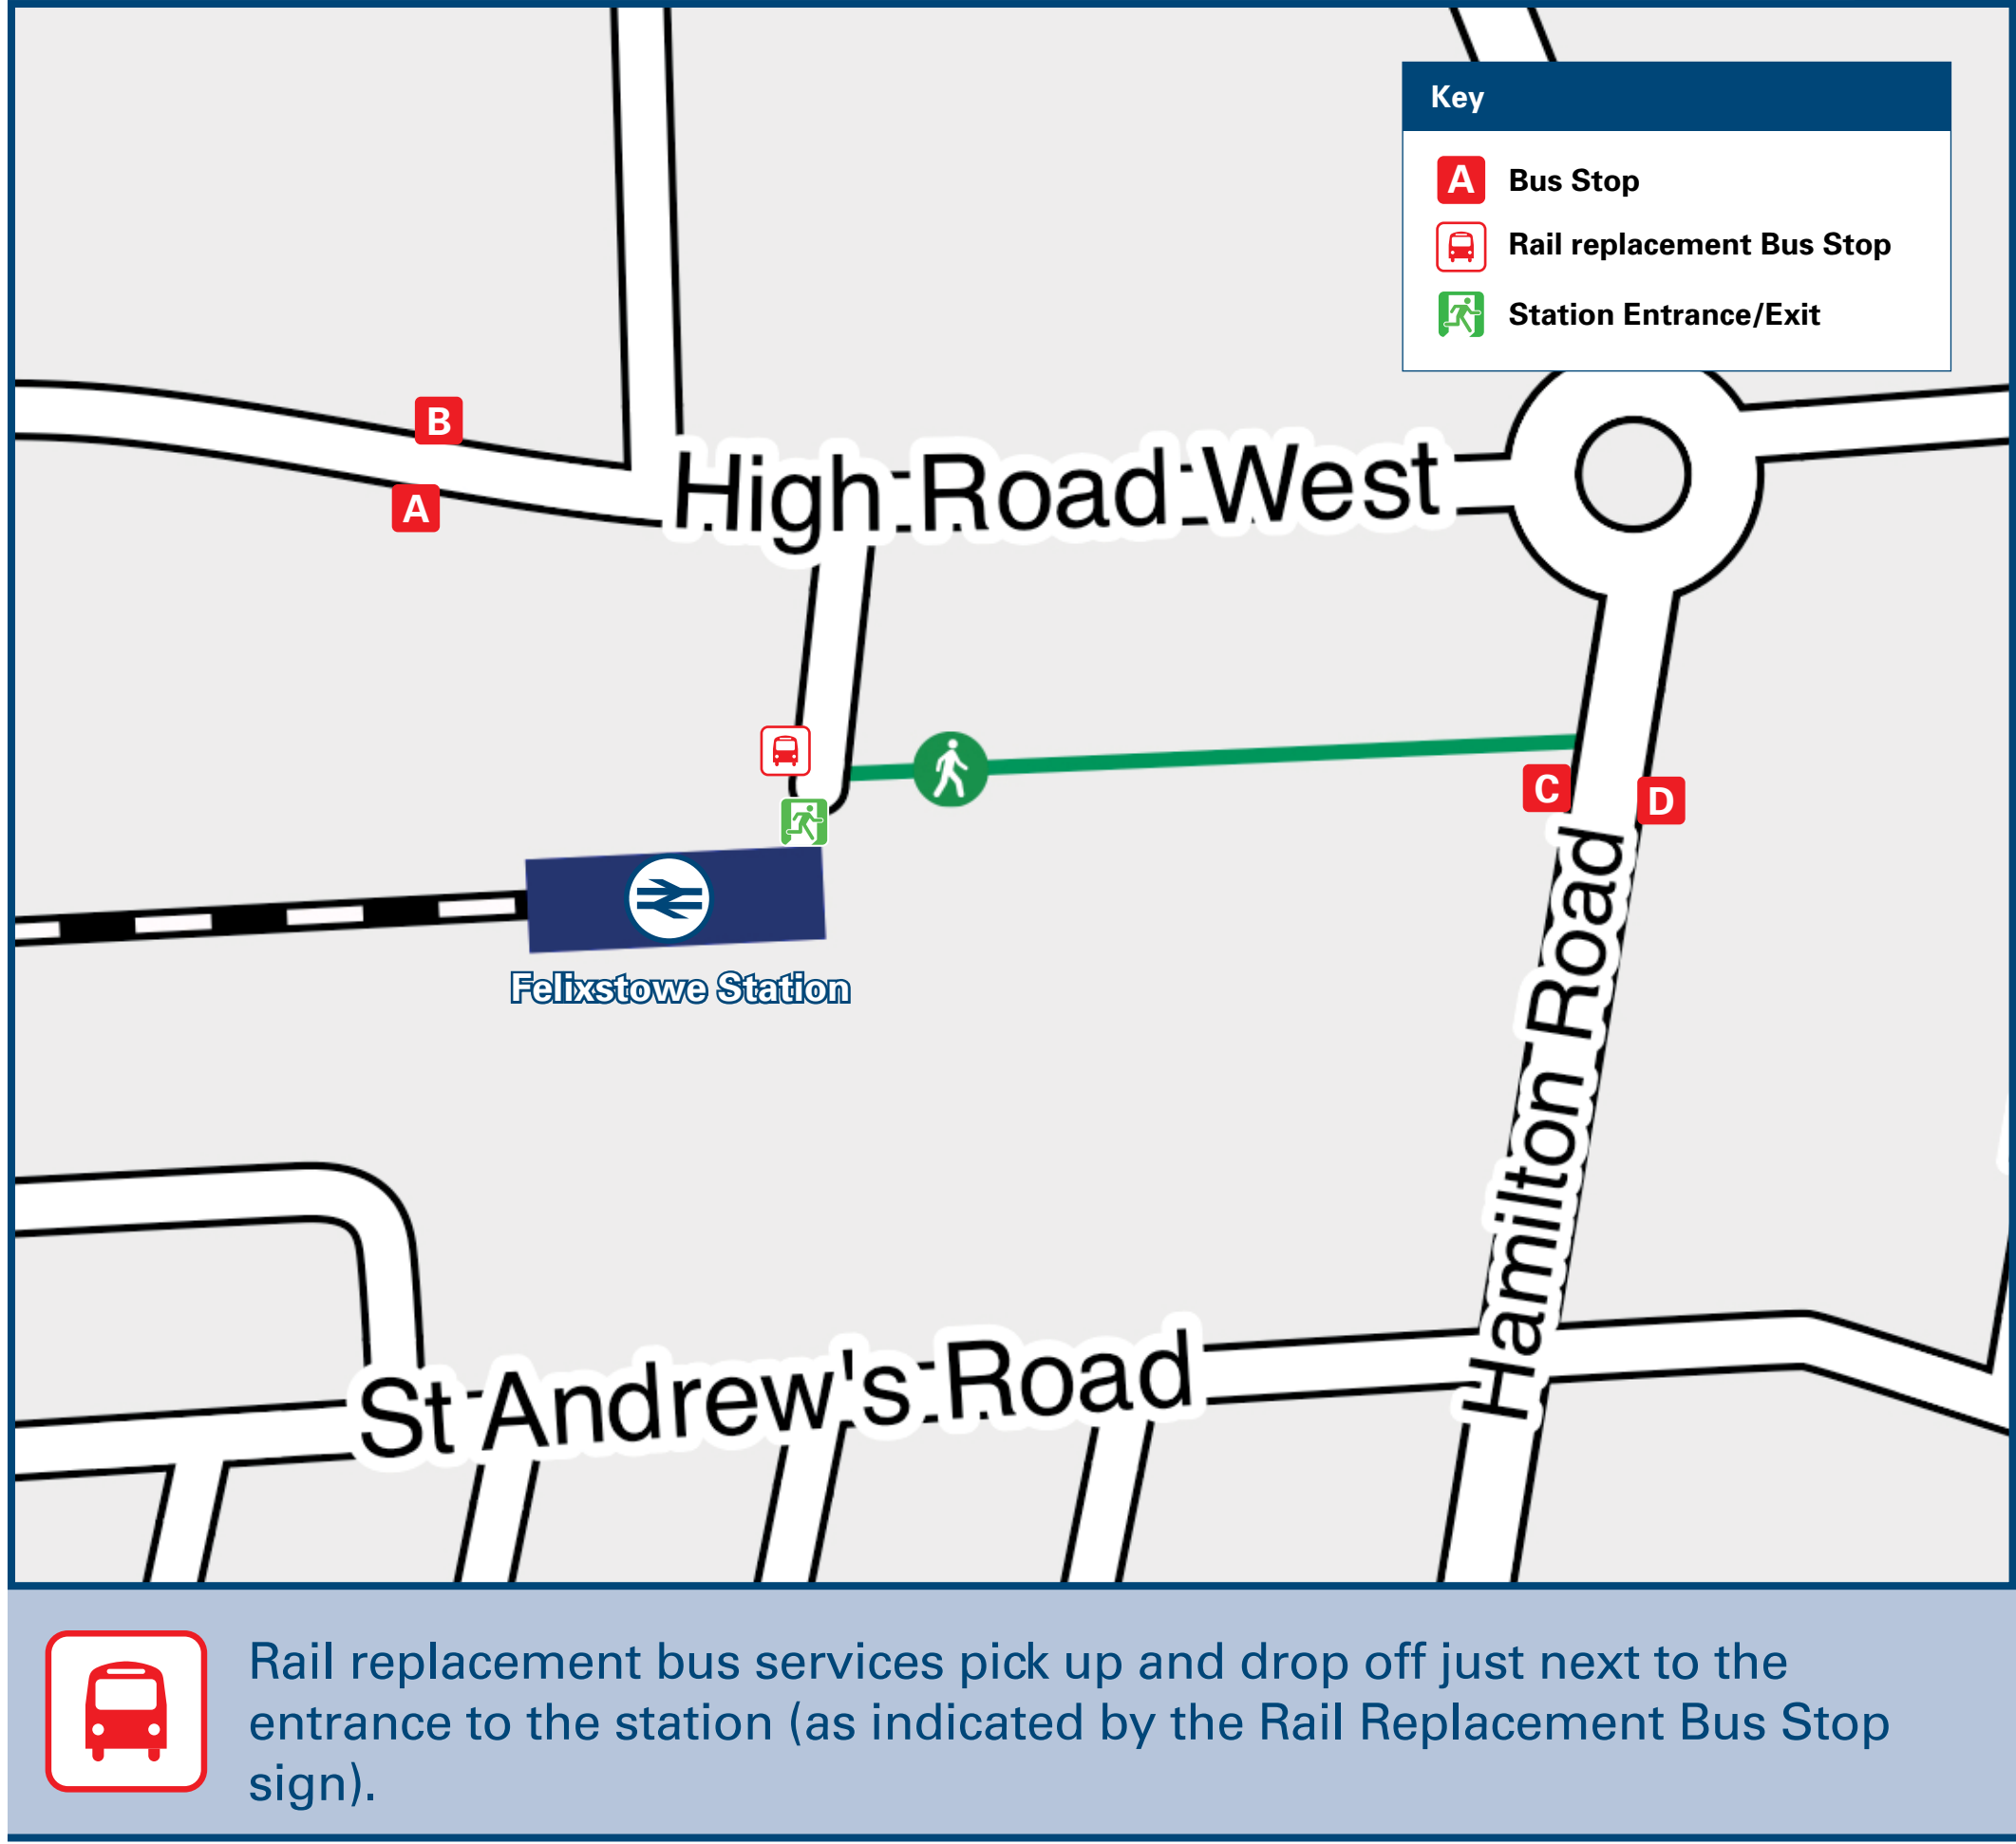 Key
A Bus Stop
Rail replacement Bus Stop
Station Entrance/Exit
B
A
High Road West
C
D
Felixstowe Station
Hamilton Road
St Andrew's Road
Rail replacement bus services pick up and drop off just next to the
entrance to the station (as indicated by the Rail Replacement Bus Stop
sign).